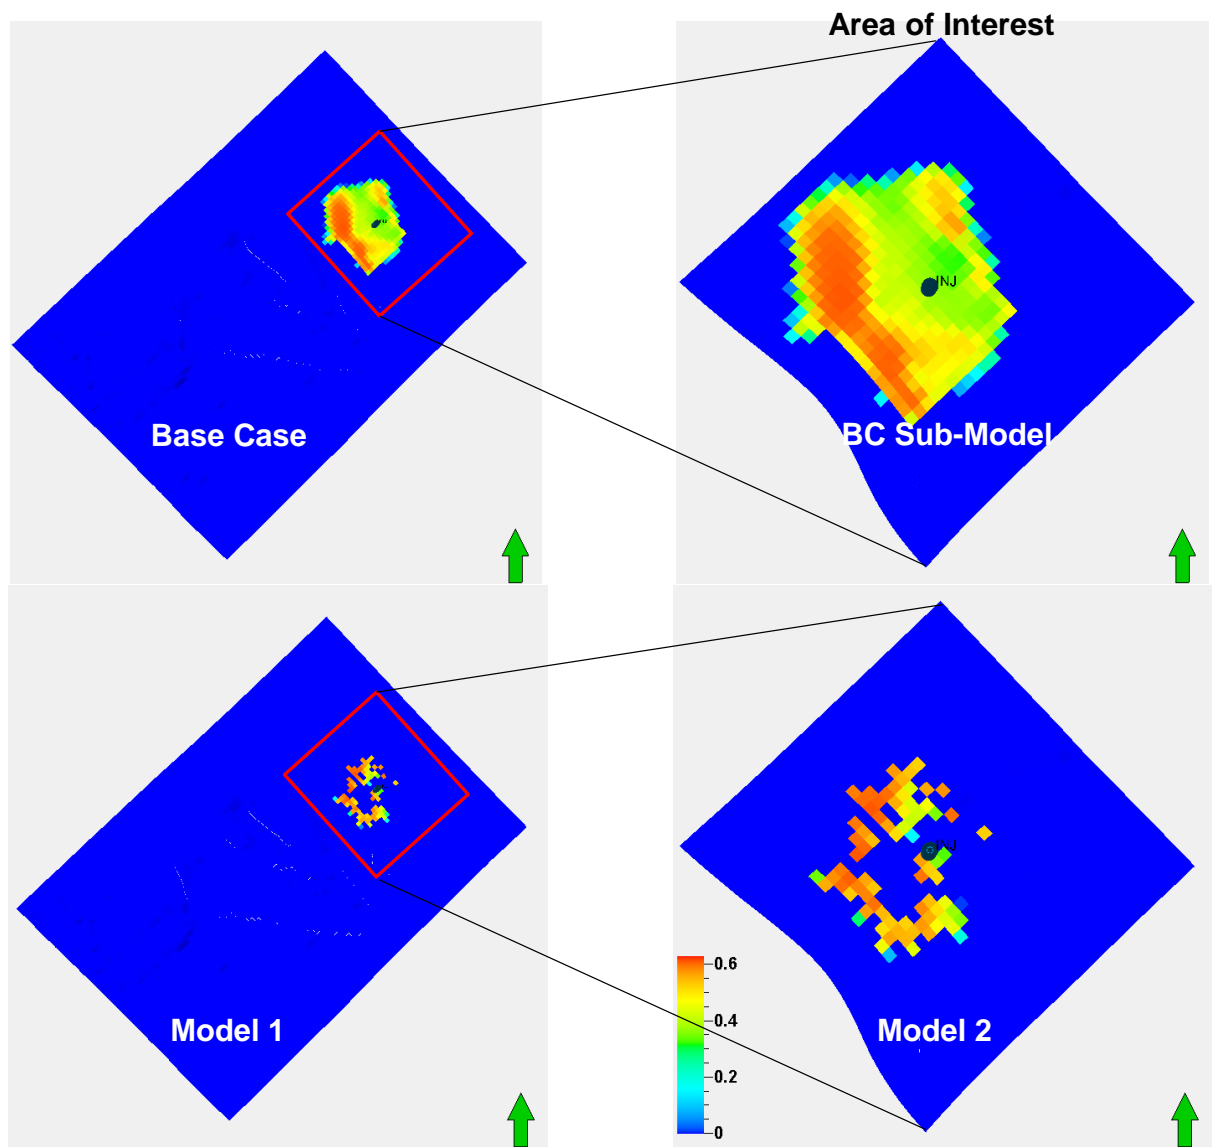 Area of Interest
INJ
Base Case
BC Sub-Model
INJ
0.6
0.4
0.2
0
Model 1
Model 2